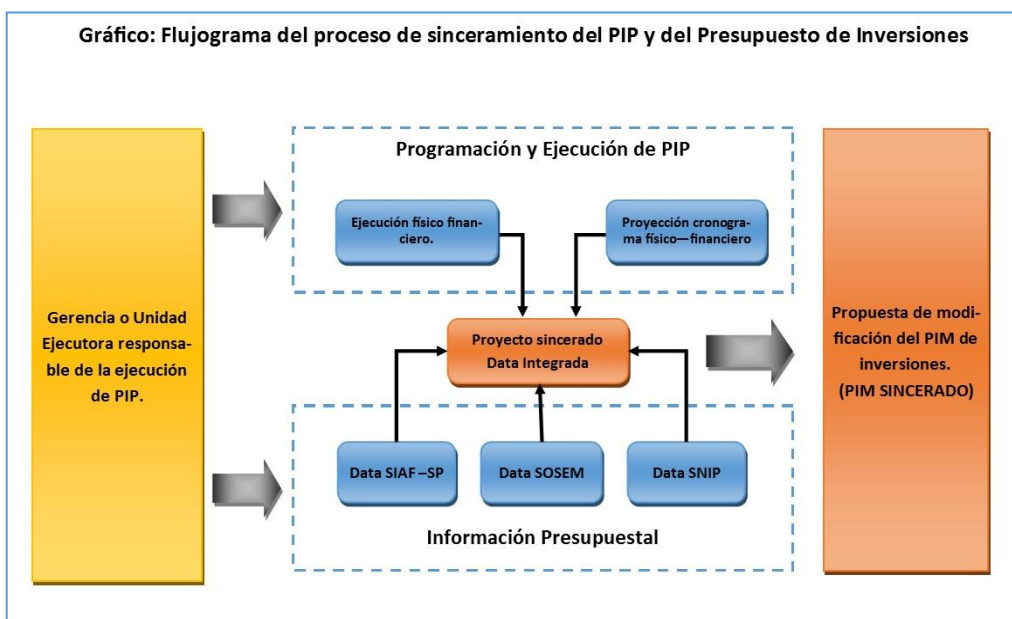 Gráfico: Flujograma del proceso de sinceramiento del PIP y del Presupuesto de Inversiones
Gerencia o Unidad
Ejecutora responsa-
ble de la ejecución
de PIP.
Programación y Ejecución de PIP
Ejecución físico finan-
ciero.
Proyección cronogra-
ma físico—financiero
Proyecto sincerado
Data Integrada
Data SIAF –SP
Data SOSEM
Data SNIP
Información Presupuestal
Propuesta de modi-
ficación del PIM de
inversiones.
(PIM SINCERADO)